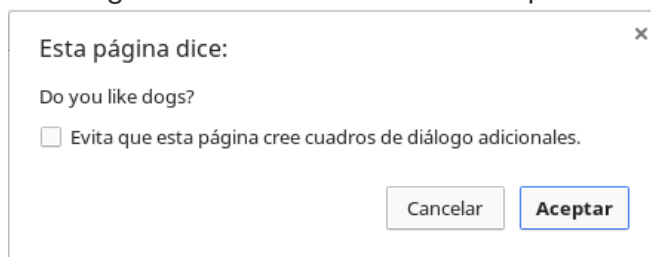 Esta página dice:
Do you like dogs?
Evita que esta página cree cuadros de diálogo adicionales.
Cancelar Aceptar